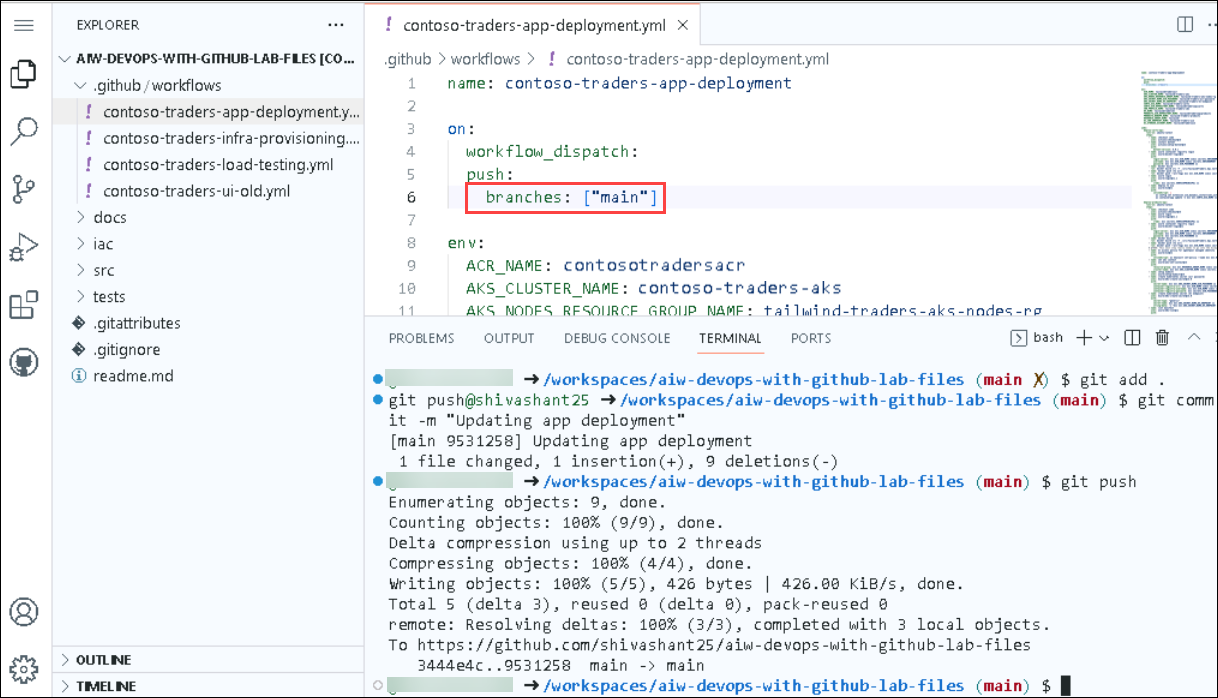 EXPLORER
AIW-DEVOPS-WITH-GITHUB-LAB-FILES [CO...
.github / workflows
contoso-traders-app-deployment.y...
contoso-traders-infra-provisioning....
contoso-traders-load-testing.yml
contoso-traders-ui-old.yml
docs
iac
src
tests
.gitattributes
.gitignore
readme.md
OUTLINE
TIMELINE
contoso-traders-app-deployment.yml
.github > workflows > ! contoso-traders-app-deployment.yml
1 name: contoso-traders-app-deployment
2
3 on:
4 workflow_dispatch:
5 push:
6 branches: ["main"]
7
8 env:
9 ACR_NAME: contosotradersacr
10 AKS_CLUSTER_NAME: contoso-traders-aks
11 AKS_NODES_RESOURCE_GROUP_NAME: tailwind-traders-aks-nodes-rg
PROBLEMS OUTPUT DEBUG CONSOLE TERMINAL PORTS bash
→ /workspaces/aiw-devops-with-github-lab-files (main ✗) $ git add .
git push@shivashant25 → /workspaces/aiw-devops-with-github-lab-files (main) $ git comm
it -m "Updating app deployment"
[main 9531258] Updating app deployment
1 file changed, 1 insertion(+), 9 deletions(-)
→ /workspaces/aiw-devops-with-github-lab-files (main) $ git push
Enumerating objects: 9, done.
Counting objects: 100% (9/9), done.
Delta compression using up to 2 threads
Compressing objects: 100% (4/4), done.
Writing objects: 100% (5/5), 426 bytes | 426.00 KiB/s, done.
Total 5 (delta 3), reused 0 (delta 0), pack-reused 0
remote: Resolving deltas: 100% (3/3), completed with 3 local objects.
To https://github.com/shivashant25/aiw-devops-with-github-lab-files
3444e4c..9531258 main -> main
→ /workspaces/aiw-devops-with-github-lab-files (main) $